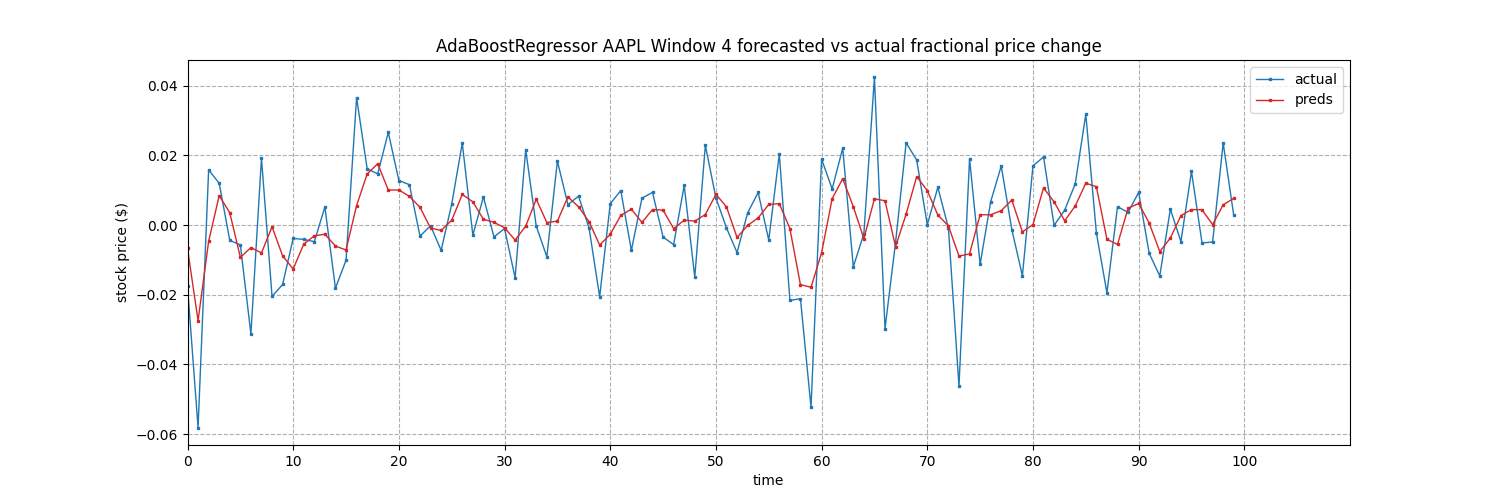 AdaBoostRegressor AAPL Window 4 forecasted vs actual fractional price change
actual
preds
0.04
0.02
0.00
−0.02
−0.04
−0.06
stock price ($)
0 10 20 30 40 50 60 70 80 90 100
time